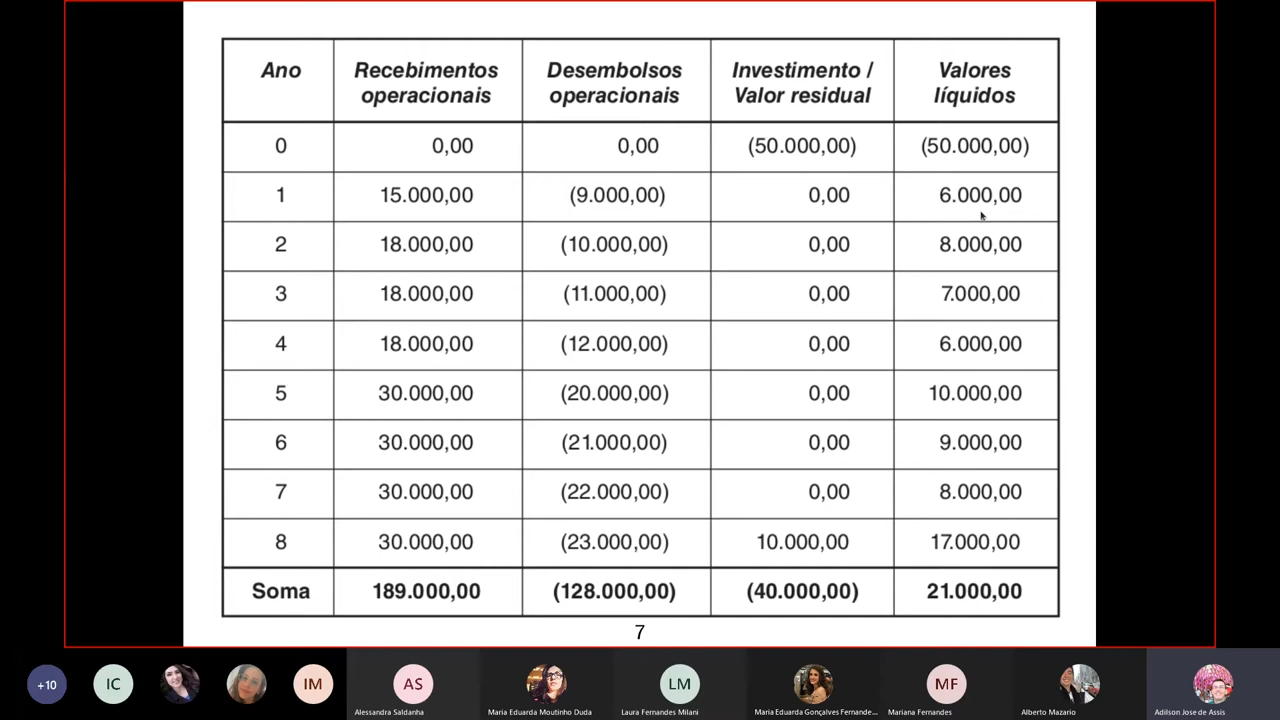 Ano Recebimentos operacionais Desembolsos operacionais Investimento / Valor residual Valores líquidos
0 0,00 0,00 (50.000,00) (50.000,00)
1 15.000,00 (9.000,00) 0,00 6.000,00
2 18.000,00 (10.000,00) 0,00 8.000,00
3 18.000,00 (11.000,00) 0,00 7.000,00
4 18.000,00 (12.000,00) 0,00 6.000,00
5 30.000,00 (20.000,00) 0,00 10.000,00
6 30.000,00 (21.000,00) 0,00 9.000,00
7 30.000,00 (22.000,00) 0,00 8.000,00
8 30.000,00 (23.000,00) 10.000,00 17.000,00
Soma 189.000,00 (128.000,00) (40.000,00) 21.000,00
7
+10 IC IM AS LM MF
Alessandra Saldanha Maria Eduarda Moutinho Duda Laura Fernandes Milani Maria Eduarda Gonçalves Fernande... Mariana Fernandes Alberto Mazario Adilson Jose de Assis